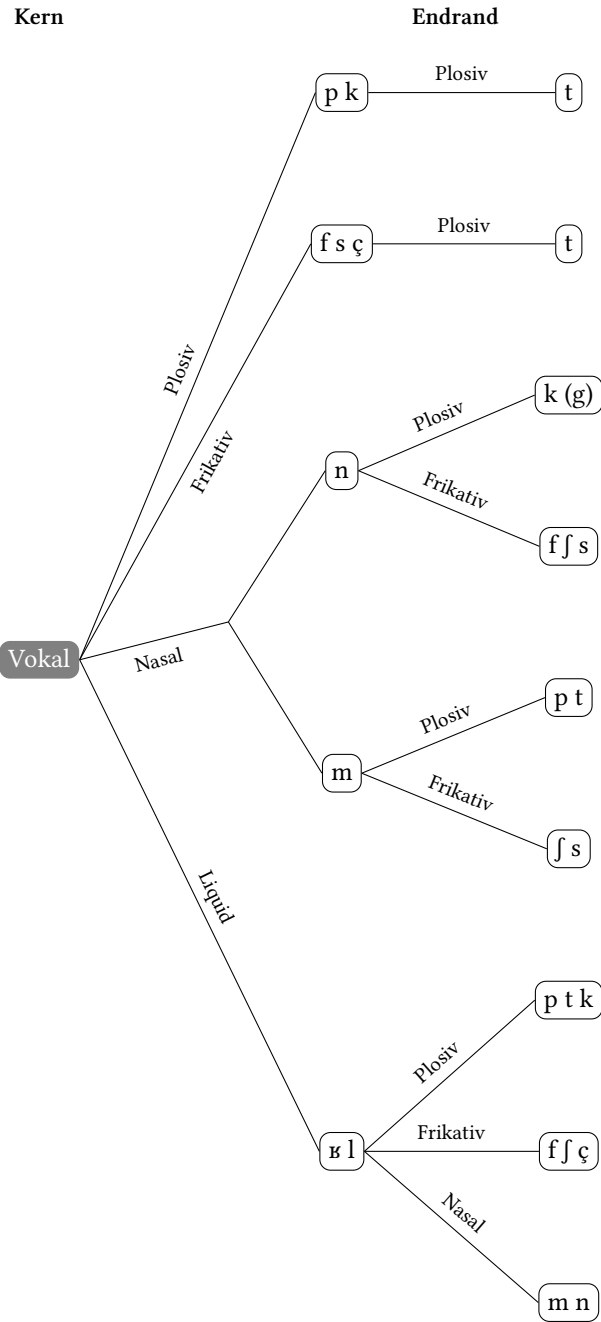 Kern Endrand
Plosiv
p k t
Plosiv
f s ç t
Plosiv
k (g)
Plosiv
Frikativ
n
Frikativ
f ʃ s
Vokal
Nasal
p t
Plosiv
m
Frikativ
ʃ s
Liquid
p t k
Plosiv
Frikativ
ʁ l f ʃ ç
Nasal
m n